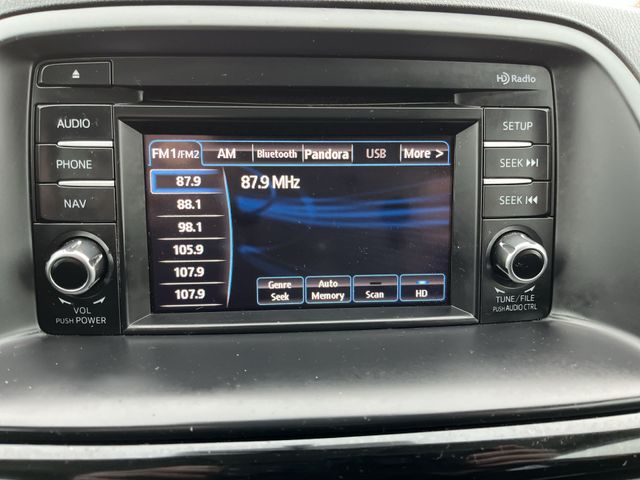 HD Radio
AUDIO
PHONE
NAV
VOL
PUSH POWER
FM1/FM2 AM Bluetooth Pandora USB More >
87.9
88.1
98.1
105.9
107.9
107.9
87.9 MHz
Genre Seek
Auto Memory
Scan
HD
SETUP
SEEK
SEEK
TUNE/FILE
PUSH AUDIO CTRL